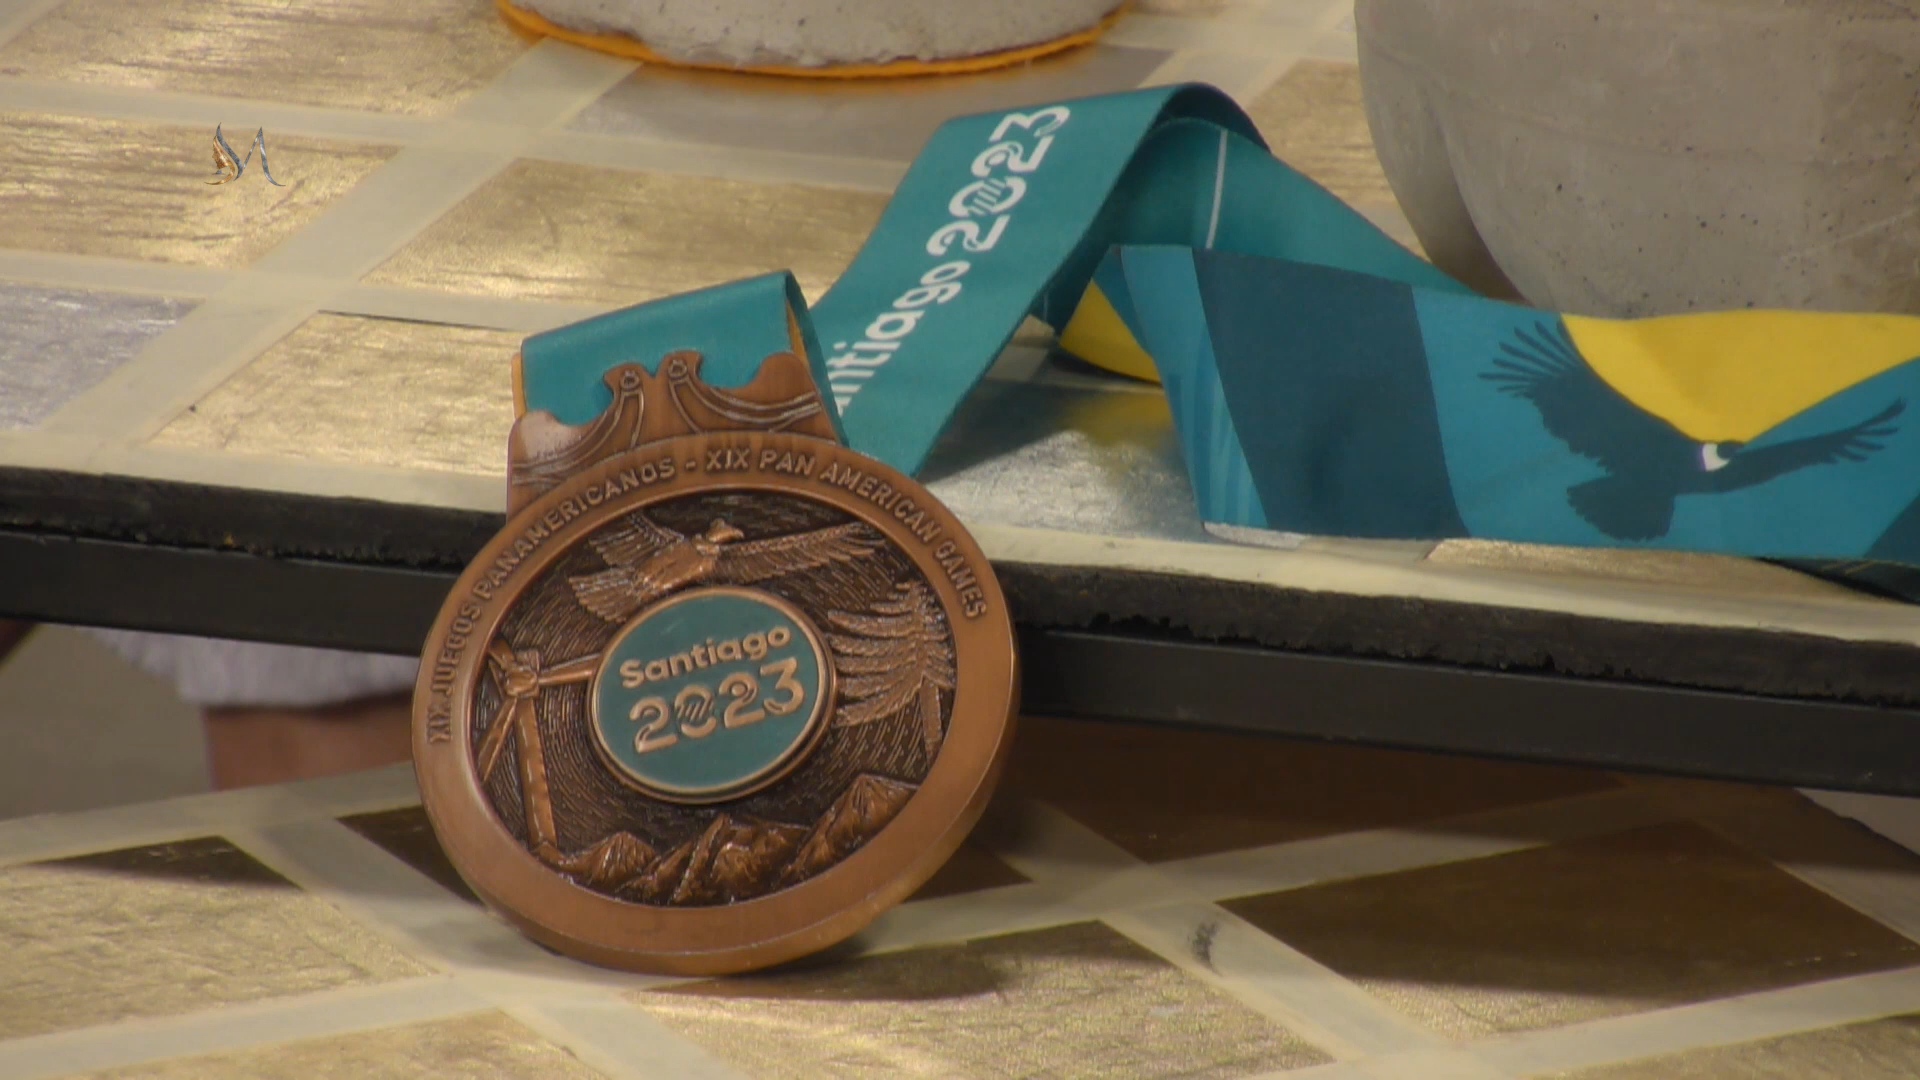 Santiago 2023
XIX JUEGOS PANAMERICANOS - XIX PAN AMERICAN GAMES
Santiago
2023